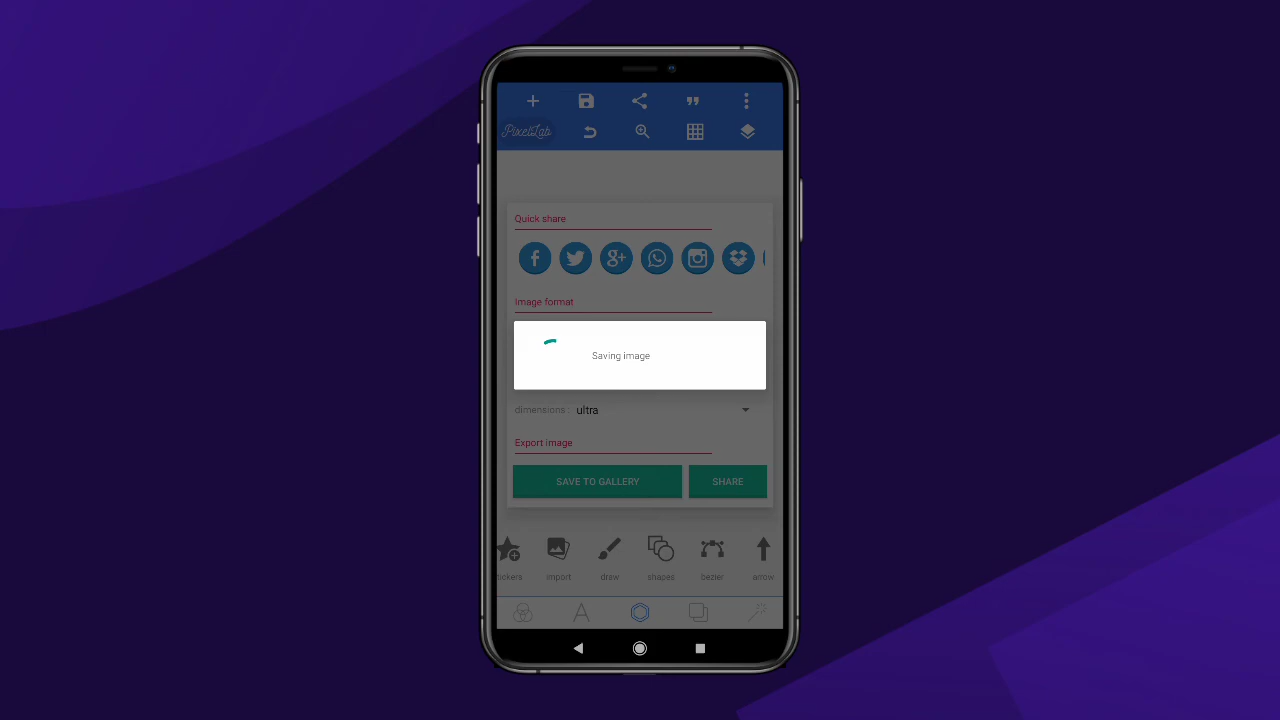 PixelLab
Quick share
Image format
Saving image
dimensions : ultra
Export image
SAVE TO GALLERY
SHARE
tickers
import
draw
shapes
bezier
arrow